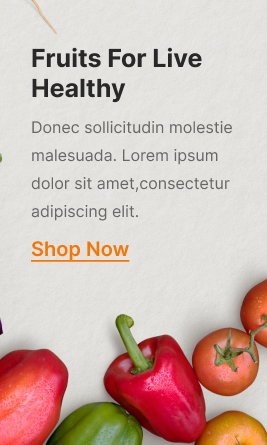 Fruits For Live
Healthy
Donec sollicitudin molestie
malesuada. Lorem ipsum
dolor sit amet,consectetur
adipiscing elit.
Shop Now